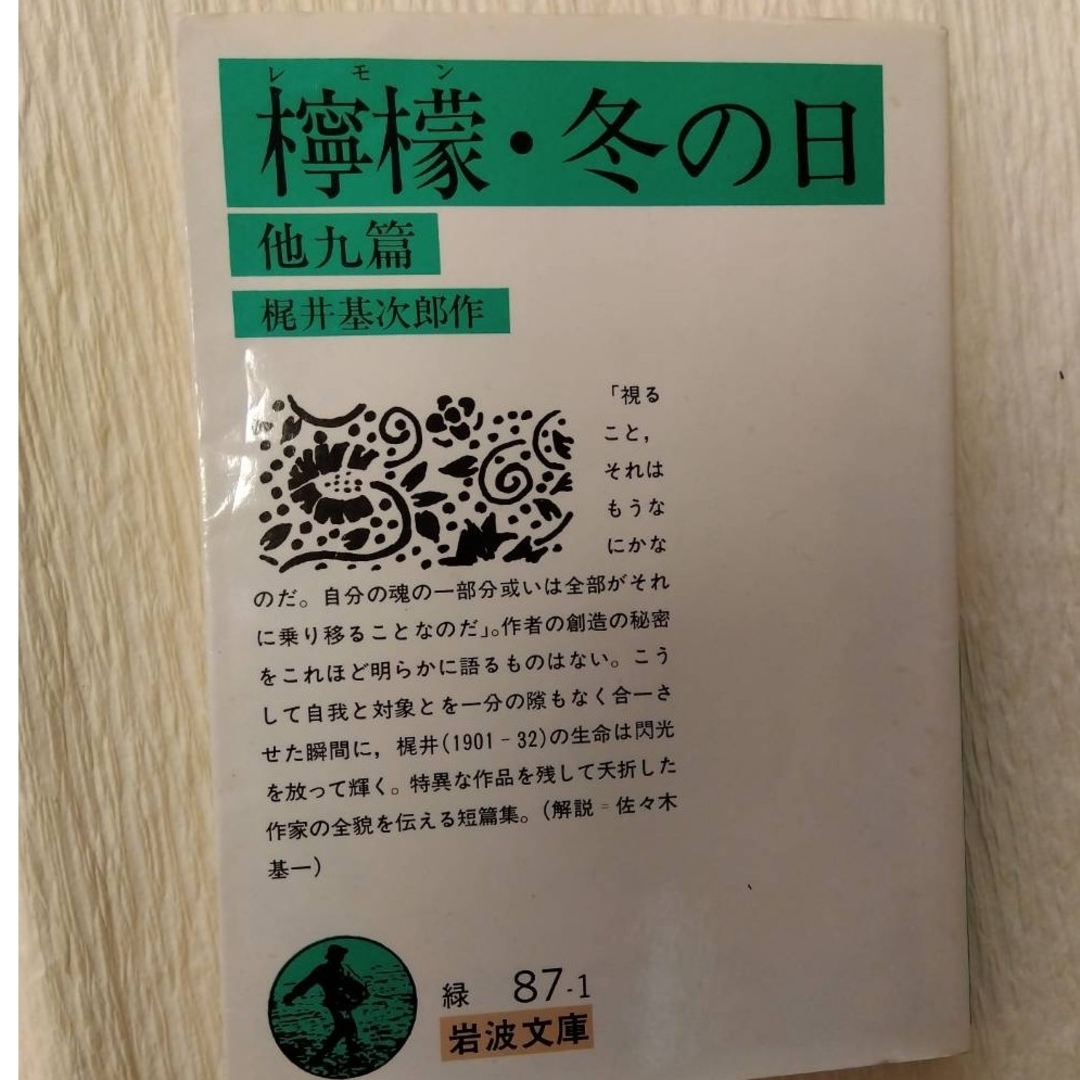 レモン
檸檬・冬の日
他九篇
梶井基次郎作
「視る
こと，
それは
もうな
にかな
のだ。自分の魂の一部分或いは全部がそれ
に乗り移ることなのだ」。作者の創造の秘密
をこれほど明らかに語るものはない。こう
して自我と対象とを一分の隙もなく合一さ
せた瞬間に，梶井(1901-32)の生命は閃光
を放って輝く。特異な作品を残して夭折した
作家の全貌を伝える短篇集。(解説＝佐々木
基一)
緑 87-1
岩波文庫